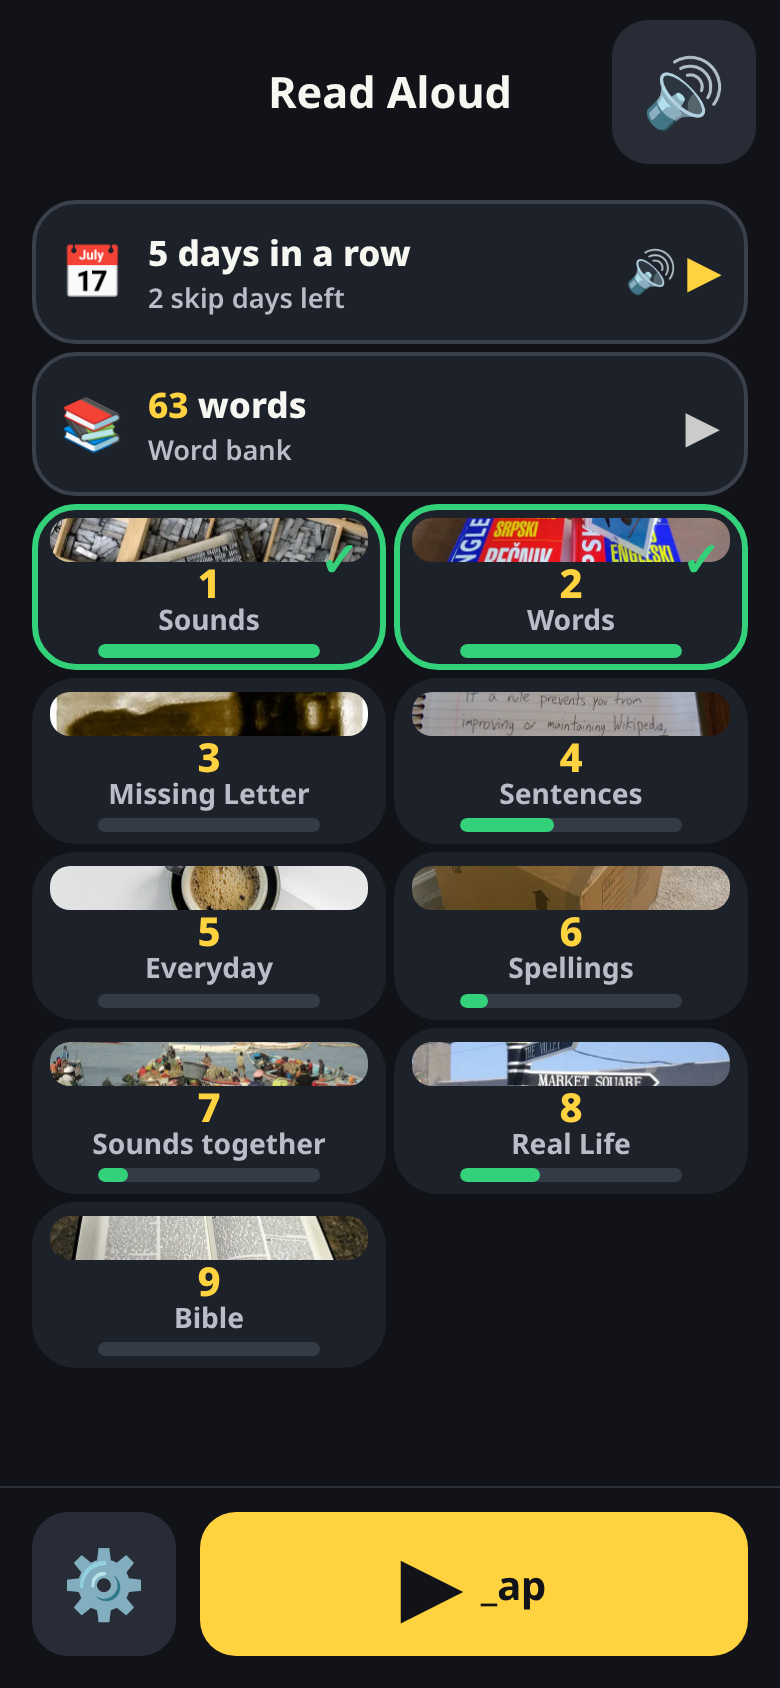 Read Aloud
July
17
5 days in a row
2 skip days left
63 words
Word bank
SRPSKI
ENGLESKI
1
Sounds
2
Words
If a rule prevents you from
improving or maintaining Wikipedia,
3
Missing Letter
4
Sentences
5
Everyday
6
Spellings
MARKET SQUARE
7
Sounds together
8
Real Life
9
Bible
_ap